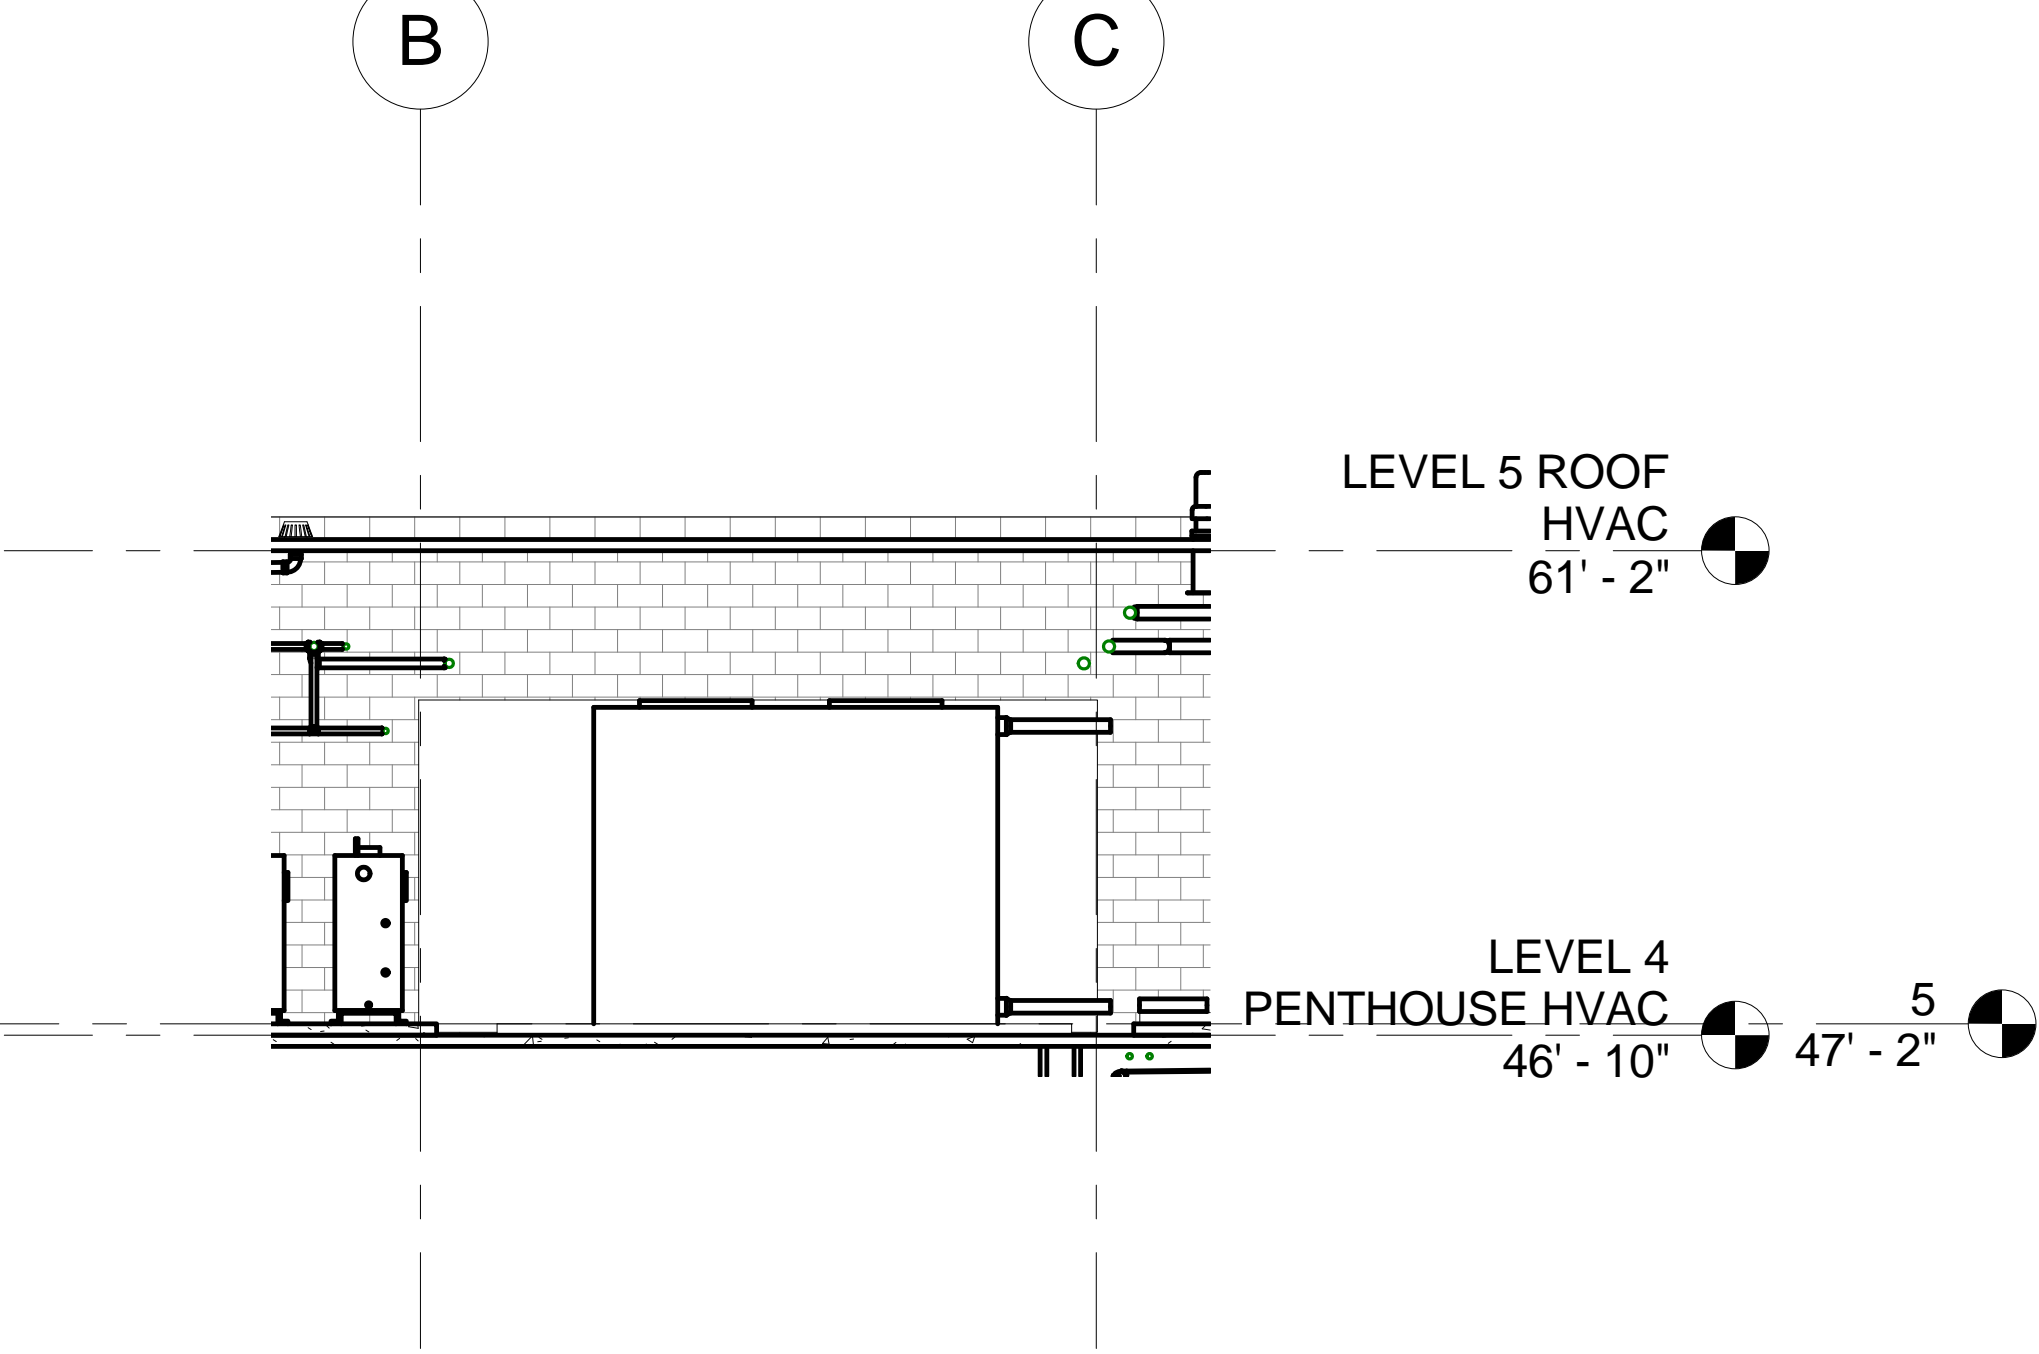 B
C
LEVEL 5 ROOF
HVAC
61' - 2"
LEVEL 4
PENTHOUSE HVAC
46' - 10"
5
47' - 2"